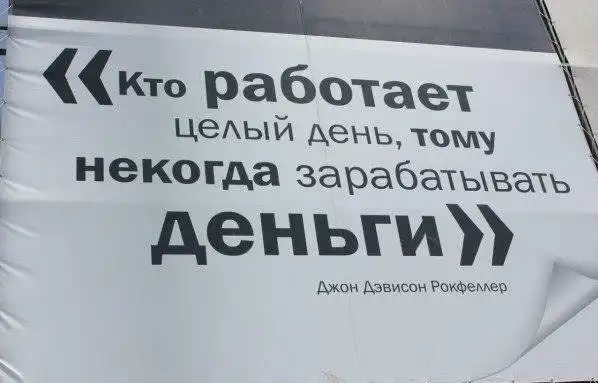 «Кто работает
целый день, тому
некогда зарабатывать
деньги»
Джон Дэвисон Рокфеллер